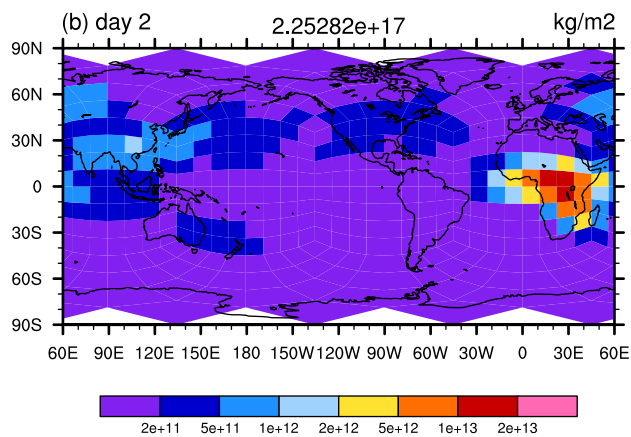 (b) day 2 2.25282e+17 kg/m2
90N
60N
30N
0
30S
60S
90S
60E 90E 120E 150E 180 150W 120W 90W 60W 30W 0 30E 60E
2e+11 5e+11 1e+12 2e+12 5e+12 1e+13 2e+13